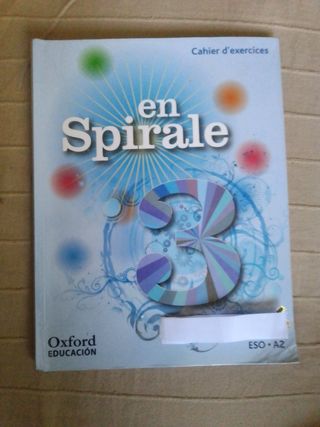 Cahier d'exercices
en
Spirale
3
Oxford
EDUCACIÓN
ESO • A2